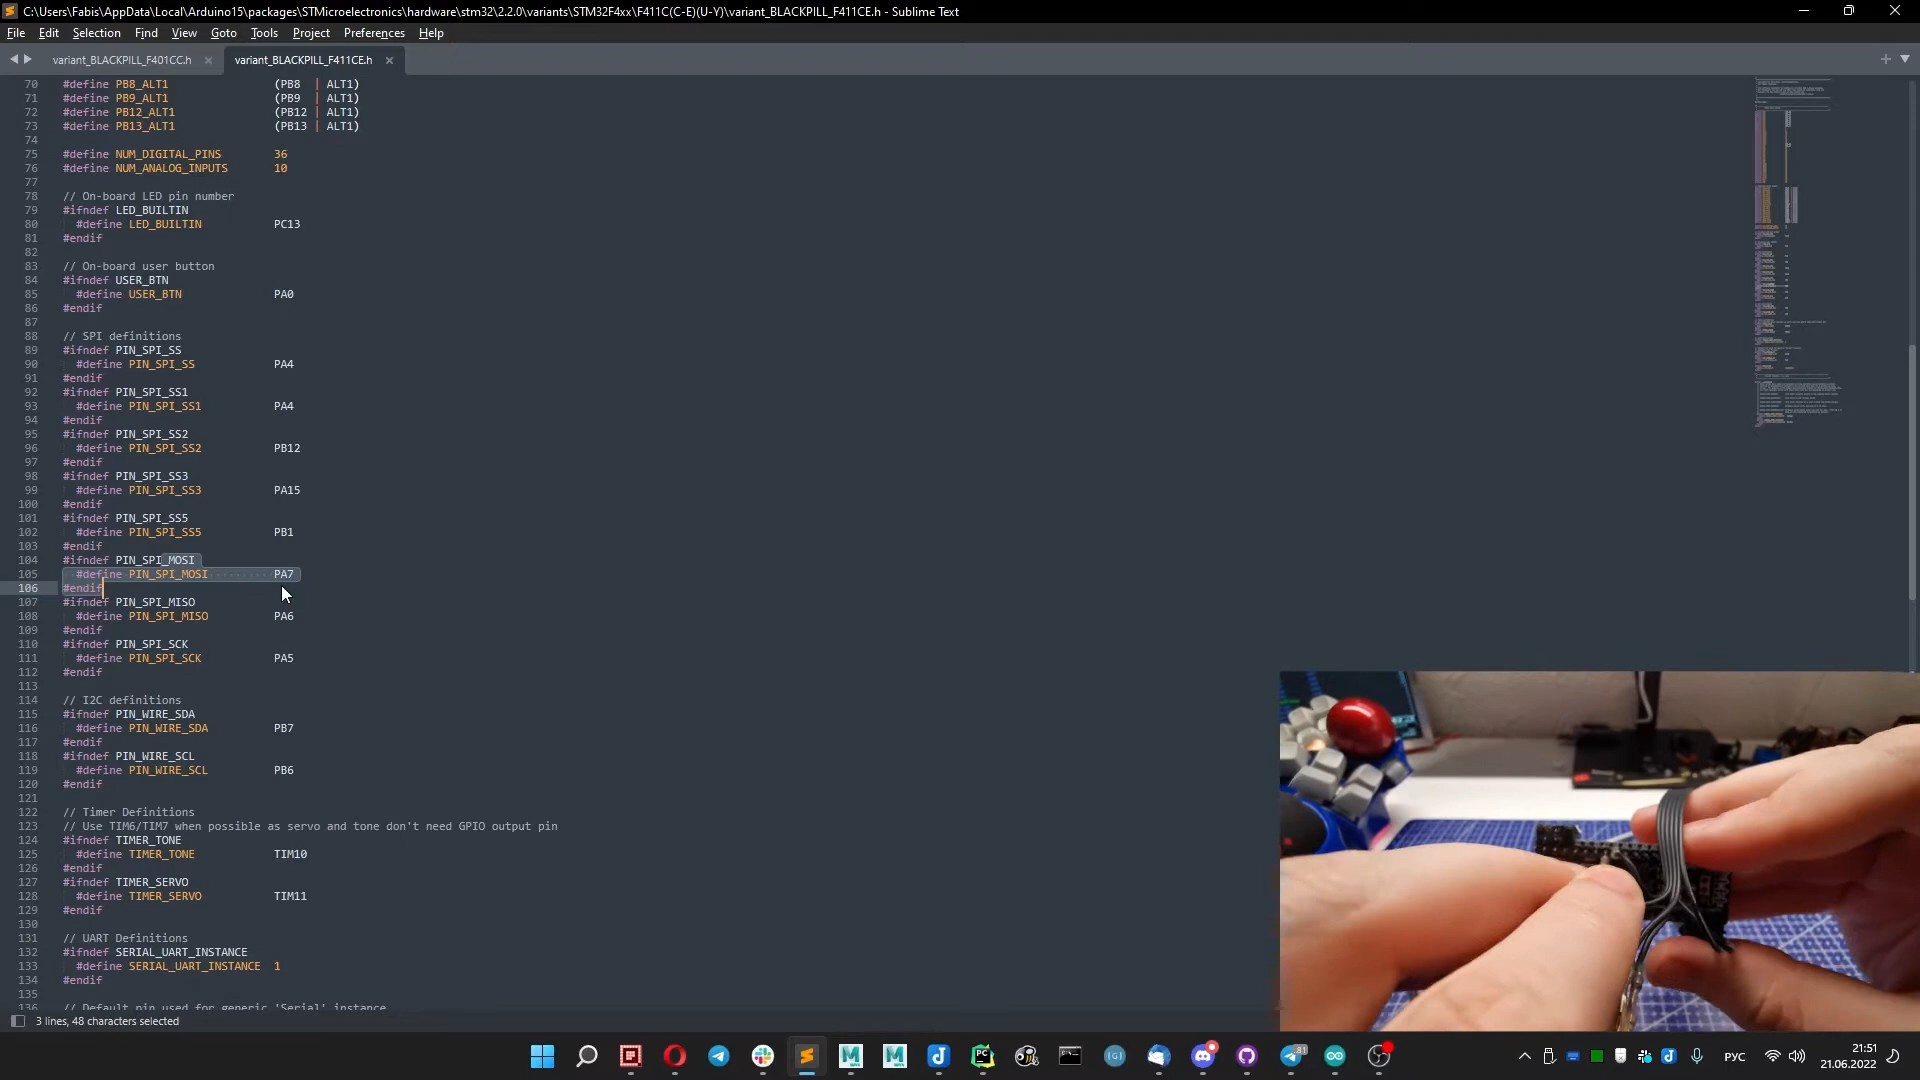 C:\Users\Fabis\AppData\Local\Arduino15\packages\STMicroelectronics\hardware\stm32\2.2.0\variants\STM32F4xx\F411C(C-E)(U-Y)\variant_BLACKPILL_F411CE.h - Sublime Text
File Edit Selection Find View Goto Tools Project Preferences Help
variant_BLACKPILL_F401CC.h × variant_BLACKPILL_F411CE.h ×
70 #define PB8_ALT1 (PB8 | ALT1)
71 #define PB9_ALT1 (PB9 | ALT1)
72 #define PB12_ALT1 (PB12 | ALT1)
73 #define PB13_ALT1 (PB13 | ALT1)
74
75 #define NUM_DIGITAL_PINS 36
76 #define NUM_ANALOG_INPUTS 10
77
78 // On-board LED pin number
79 #ifndef LED_BUILTIN
80 #define LED_BUILTIN PC13
81 #endif
82
83 // On-board user button
84 #ifndef USER_BTN
85 #define USER_BTN PA0
86 #endif
87
88 // SPI definitions
89 #ifndef PIN_SPI_SS
90 #define PIN_SPI_SS PA4
91 #endif
92 #ifndef PIN_SPI_SS1
93 #define PIN_SPI_SS1 PA4
94 #endif
95 #ifndef PIN_SPI_SS2
96 #define PIN_SPI_SS2 PB12
97 #endif
98 #ifndef PIN_SPI_SS3
99 #define PIN_SPI_SS3 PA15
100 #endif
101 #ifndef PIN_SPI_SS5
102 #define PIN_SPI_SS5 PB1
103 #endif
104 #ifndef PIN_SPI_MOSI
105 #define PIN_SPI_MOSI PA7
106 #endif
107 #ifndef PIN_SPI_MISO
108 #define PIN_SPI_MISO PA6
109 #endif
110 #ifndef PIN_SPI_SCK
111 #define PIN_SPI_SCK PA5
112 #endif
113
114 // I2C definitions
115 #ifndef PIN_WIRE_SDA
116 #define PIN_WIRE_SDA PB7
117 #endif
118 #ifndef PIN_WIRE_SCL
119 #define PIN_WIRE_SCL PB6
120 #endif
121
122 // Timer Definitions
123 // Use TIM6/TIM7 when possible as servo and tone don't need GPIO output pin
124 #ifndef TIMER_TONE
125 #define TIMER_TONE TIM10
126 #endif
127 #ifndef TIMER_SERVO
128 #define TIMER_SERVO TIM11
129 #endif
130
131 // UART Definitions
132 #ifndef SERIAL_UART_INSTANCE
133 #define SERIAL_UART_INSTANCE 1
134 #endif
135
136 // Default pin used for generic 'Serial' instance
3 lines, 48 characters selected
РУС
21:51
21.06.2022